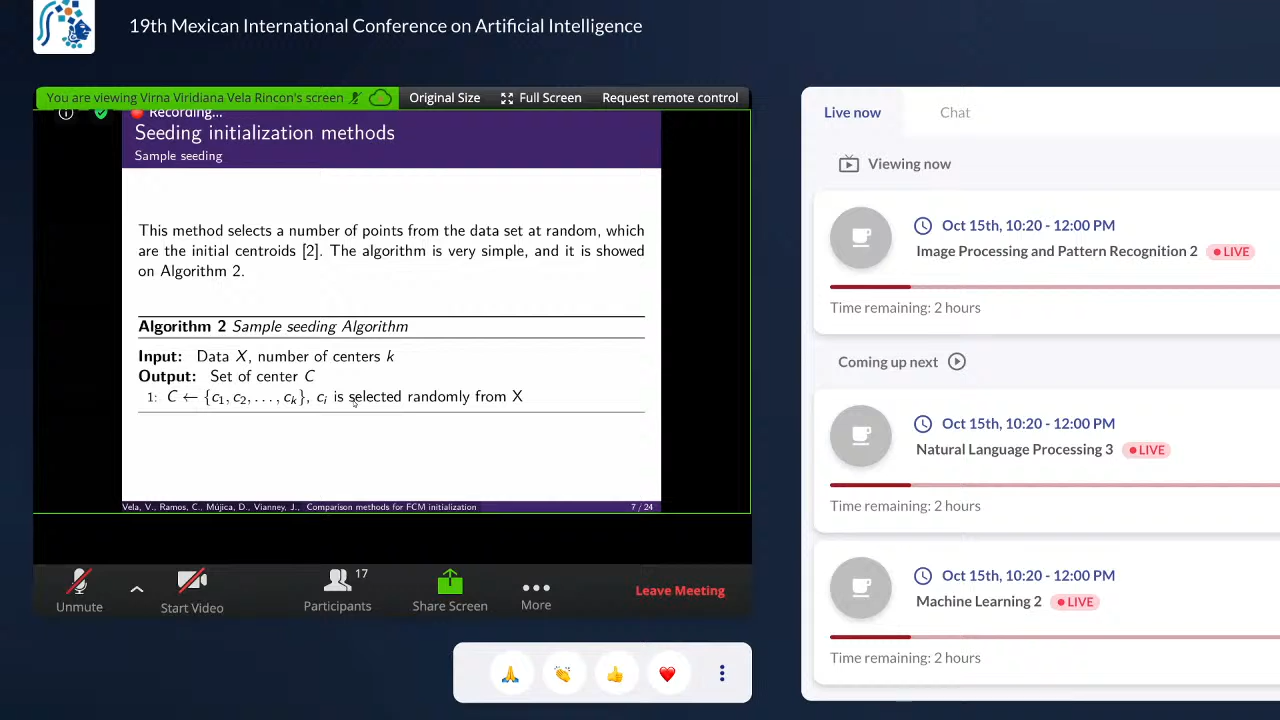 19th Mexican International Conference on Artificial Intelligence
You are viewing Virna Viridiana Vela Rincon's screen
Original Size
Full Screen
Request remote control
Recording...
Seeding initialization methods
Sample seeding
This method selects a number of points from the data set at random, which
are the initial centroids [2]. The algorithm is very simple, and it is showed
on Algorithm 2.
Algorithm 2 Sample seeding Algorithm
Input: Data X, number of centers k
Output: Set of center C
1: C ← {c₁, c₂, . . . , cₖ}, cᵢ is selected randomly from X
Vela, V., Ramos, C., Mújica, D., Vianney, J., Comparison methods for FCM initialization
7 / 24
Unmute
Start Video
17
Participants
Share Screen
More
Leave Meeting
Live now
Chat
Viewing now
Oct 15th, 10:20 - 12:00 PM
Image Processing and Pattern Recognition 2 LIVE
Time remaining: 2 hours
Coming up next
Oct 15th, 10:20 - 12:00 PM
Natural Language Processing 3 LIVE
Time remaining: 2 hours
Oct 15th, 10:20 - 12:00 PM
Machine Learning 2 LIVE
Time remaining: 2 hours